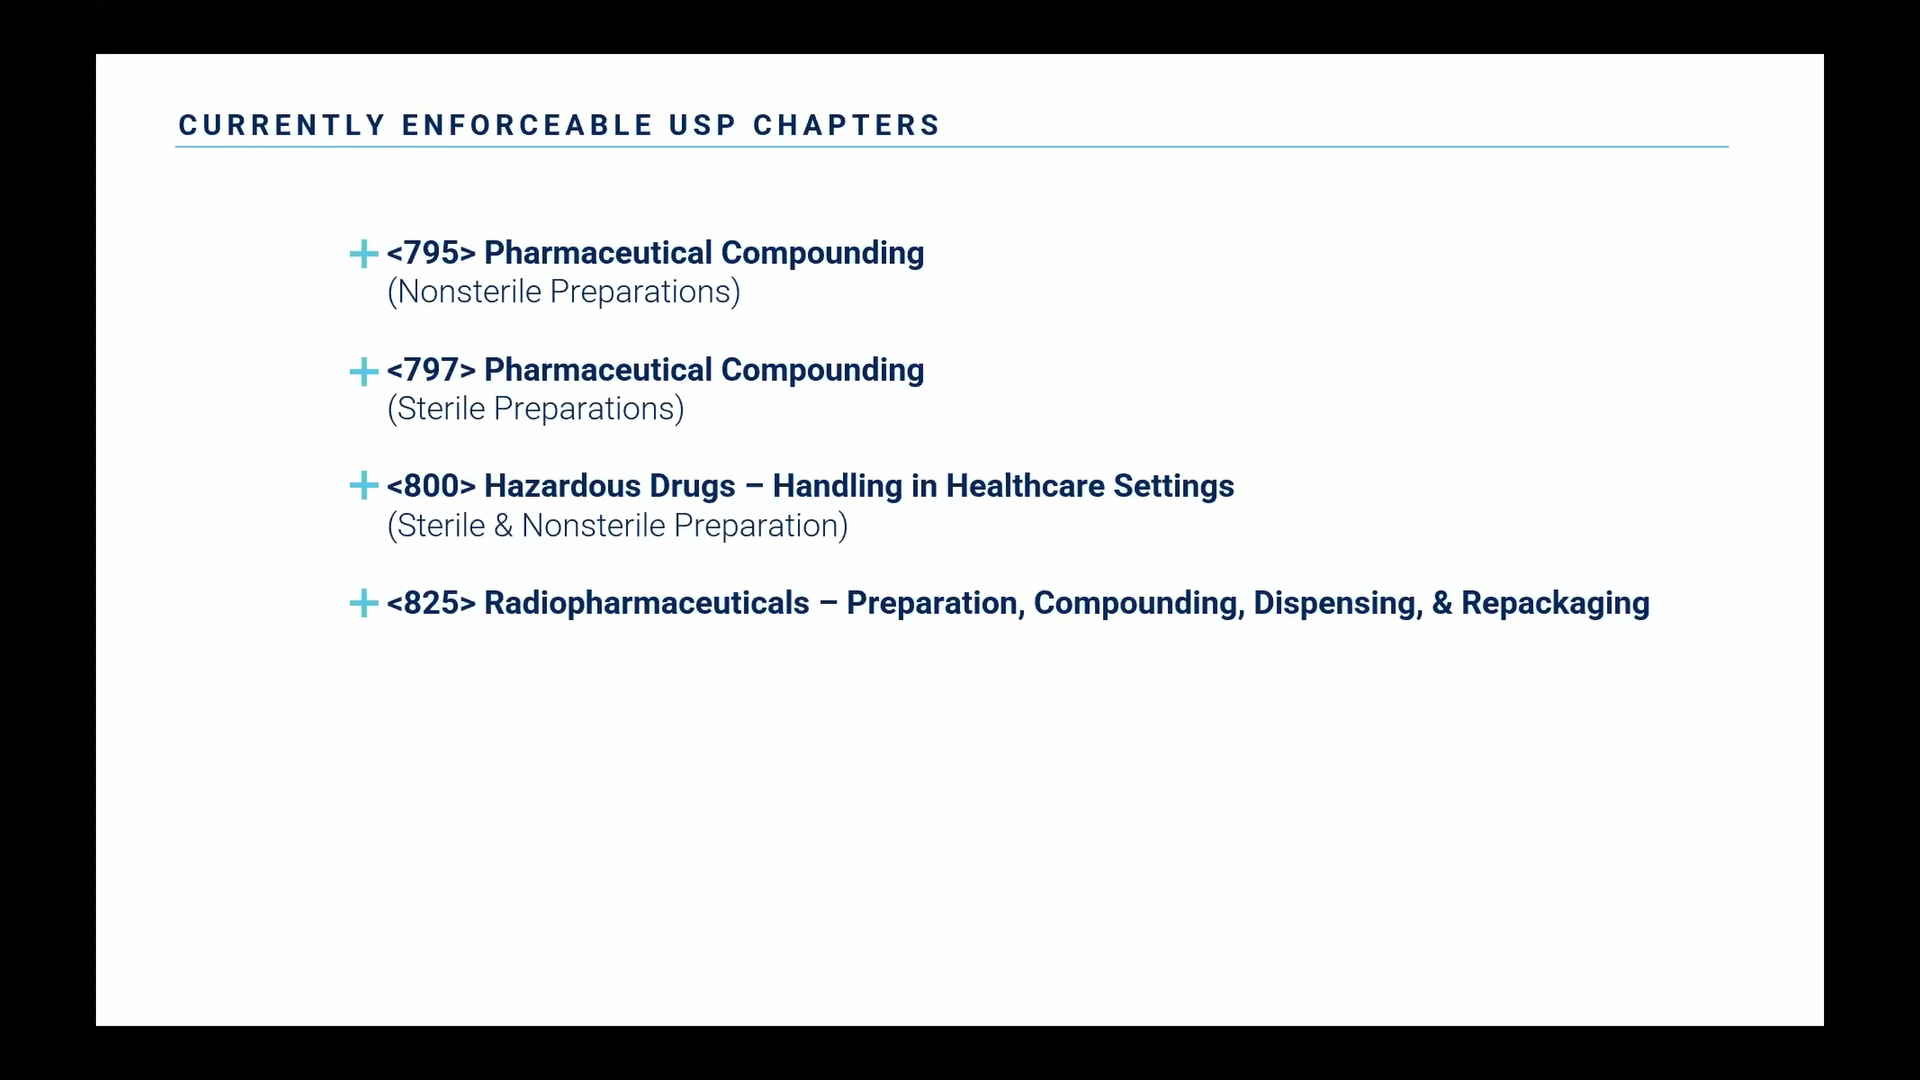 CURRENTLY ENFORCEABLE USP CHAPTERS
<795> Pharmaceutical Compounding
(Nonsterile Preparations)
<797> Pharmaceutical Compounding
(Sterile Preparations)
<800> Hazardous Drugs – Handling in Healthcare Settings
(Sterile & Nonsterile Preparation)
<825> Radiopharmaceuticals – Preparation, Compounding, Dispensing, & Repackaging